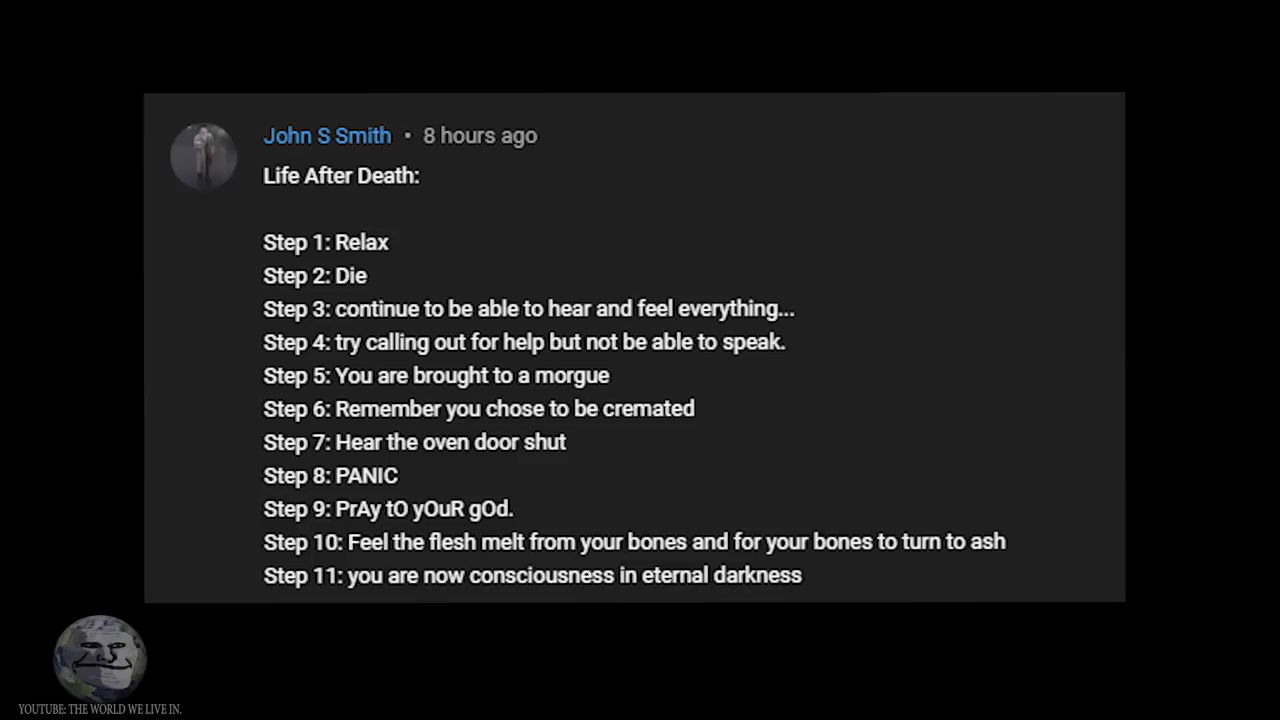 John S Smith • 8 hours ago
Life After Death:
Step 1: Relax
Step 2: Die
Step 3: continue to be able to hear and feel everything...
Step 4: try calling out for help but not be able to speak.
Step 5: You are brought to a morgue
Step 6: Remember you chose to be cremated
Step 7: Hear the oven door shut
Step 8: PANIC
Step 9: PrAy tO yOuR gOd.
Step 10: Feel the flesh melt from your bones and for your bones to turn to ash
Step 11: you are now consciousness in eternal darkness
YOUTUBE: THE WORLD WE LIVE IN.